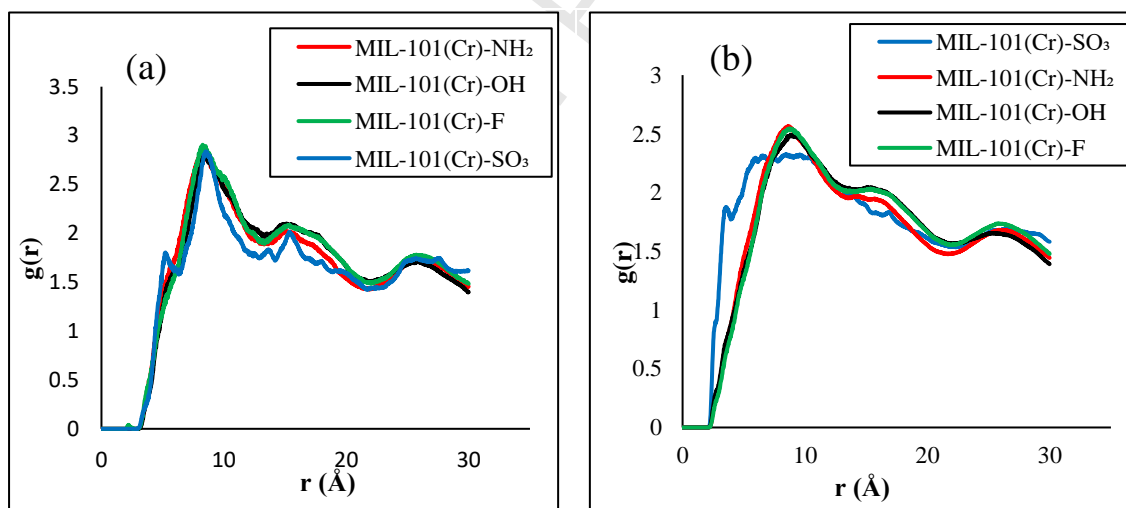 (a)
MIL-101(Cr)-NH₂
MIL-101(Cr)-OH
MIL-101(Cr)-F
MIL-101(Cr)-SO₃
3.5
3
2.5
2
1.5
1
0.5
0
g(r)
0 10 20 30
r (Å)
(b)
MIL-101(Cr)-SO₃
MIL-101(Cr)-NH₂
MIL-101(Cr)-OH
MIL-101(Cr)-F
3
2.5
2
1.5
1
0.5
0
g(r)
0 10 20 30
r (Å)